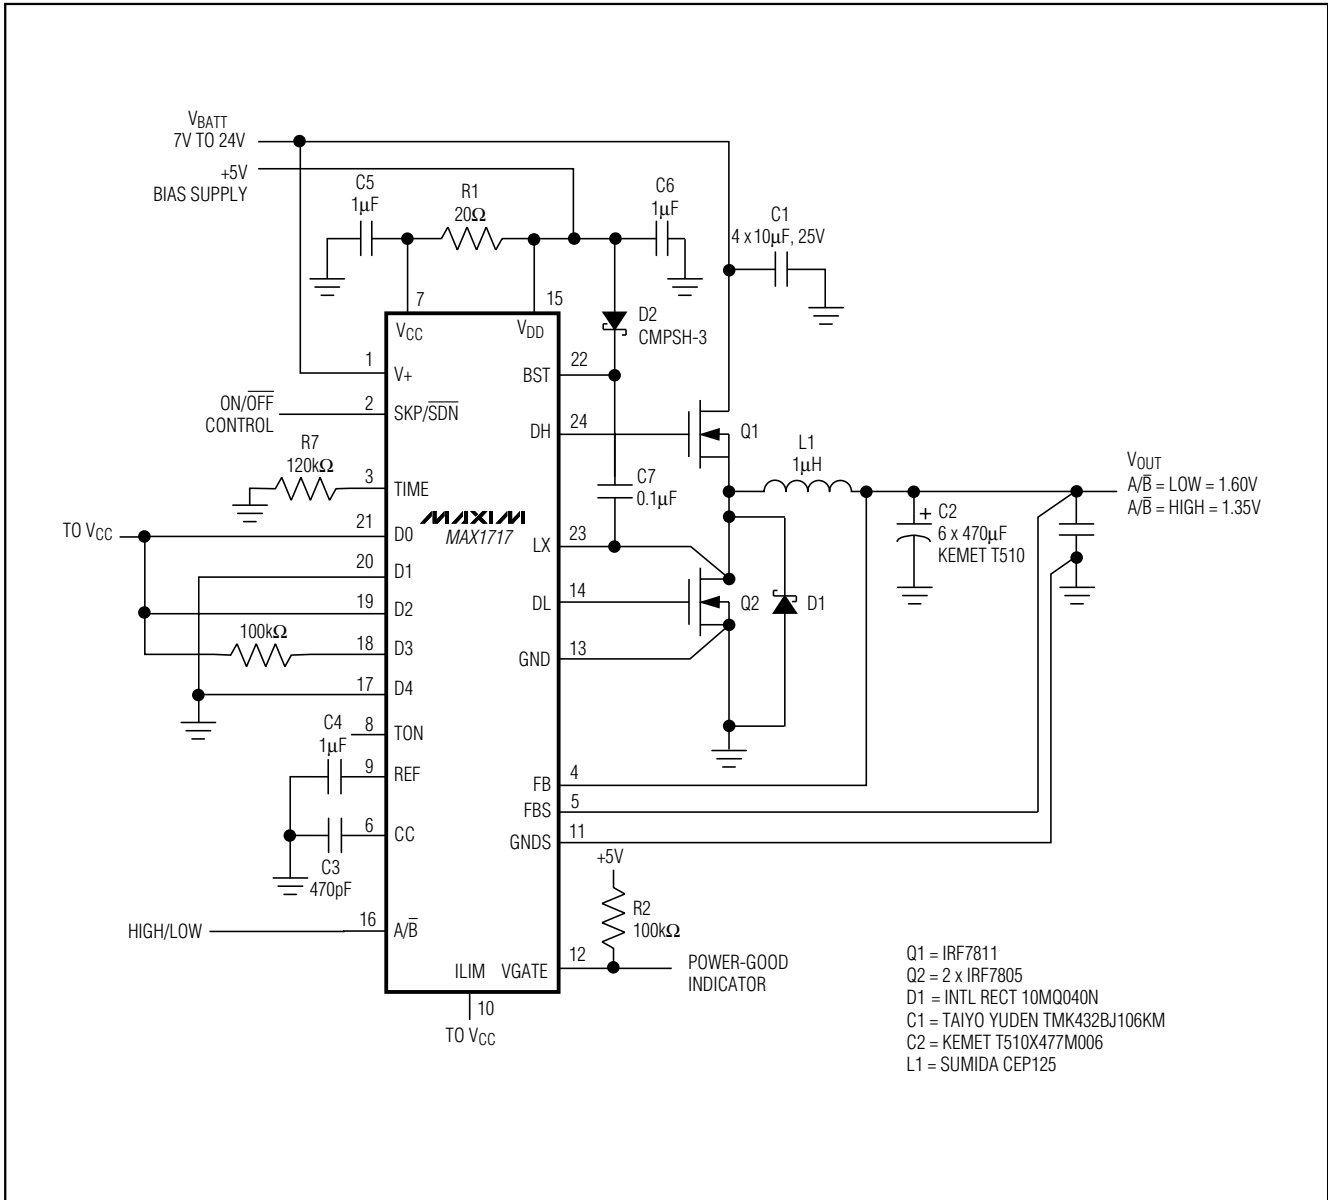 VBATT
7V TO 24V
+5V
BIAS SUPPLY
C5
1μF
R1
20Ω
C6
1μF
C1
4 x 10μF, 25V
7
15
VCC
VDD
D2
CMPSH-3
1
V+
22
BST
ON/OFF
CONTROL
2
SKP/SDN
24
DH
Q1
R7
120kΩ
3
TIME
L1
1μH
C7
0.1μF
VOUT
A/B = LOW = 1.60V
A/B = HIGH = 1.35V
+
C2
6 x 470μF
KEMET T510
TO VCC
21
D0
MAXIM
MAX1717
23
LX
20
D1
19
D2
14
DL
Q2
D1
100kΩ
18
D3
13
GND
17
D4
C4
1μF
8
TON
9
REF
4
FB
5
FBS
6
CC
11
GNDS
C3
470pF
+5V
R2
100kΩ
HIGH/LOW
16
A/B
12
ILIM
VGATE
POWER-GOOD
INDICATOR
10
TO VCC
Q1 = IRF7811
Q2 = 2 x IRF7805
D1 = INTL RECT 10MQ040N
C1 = TAIYO YUDEN TMK432BJ106KM
C2 = KEMET T510X477M006
L1 = SUMIDA CEP125